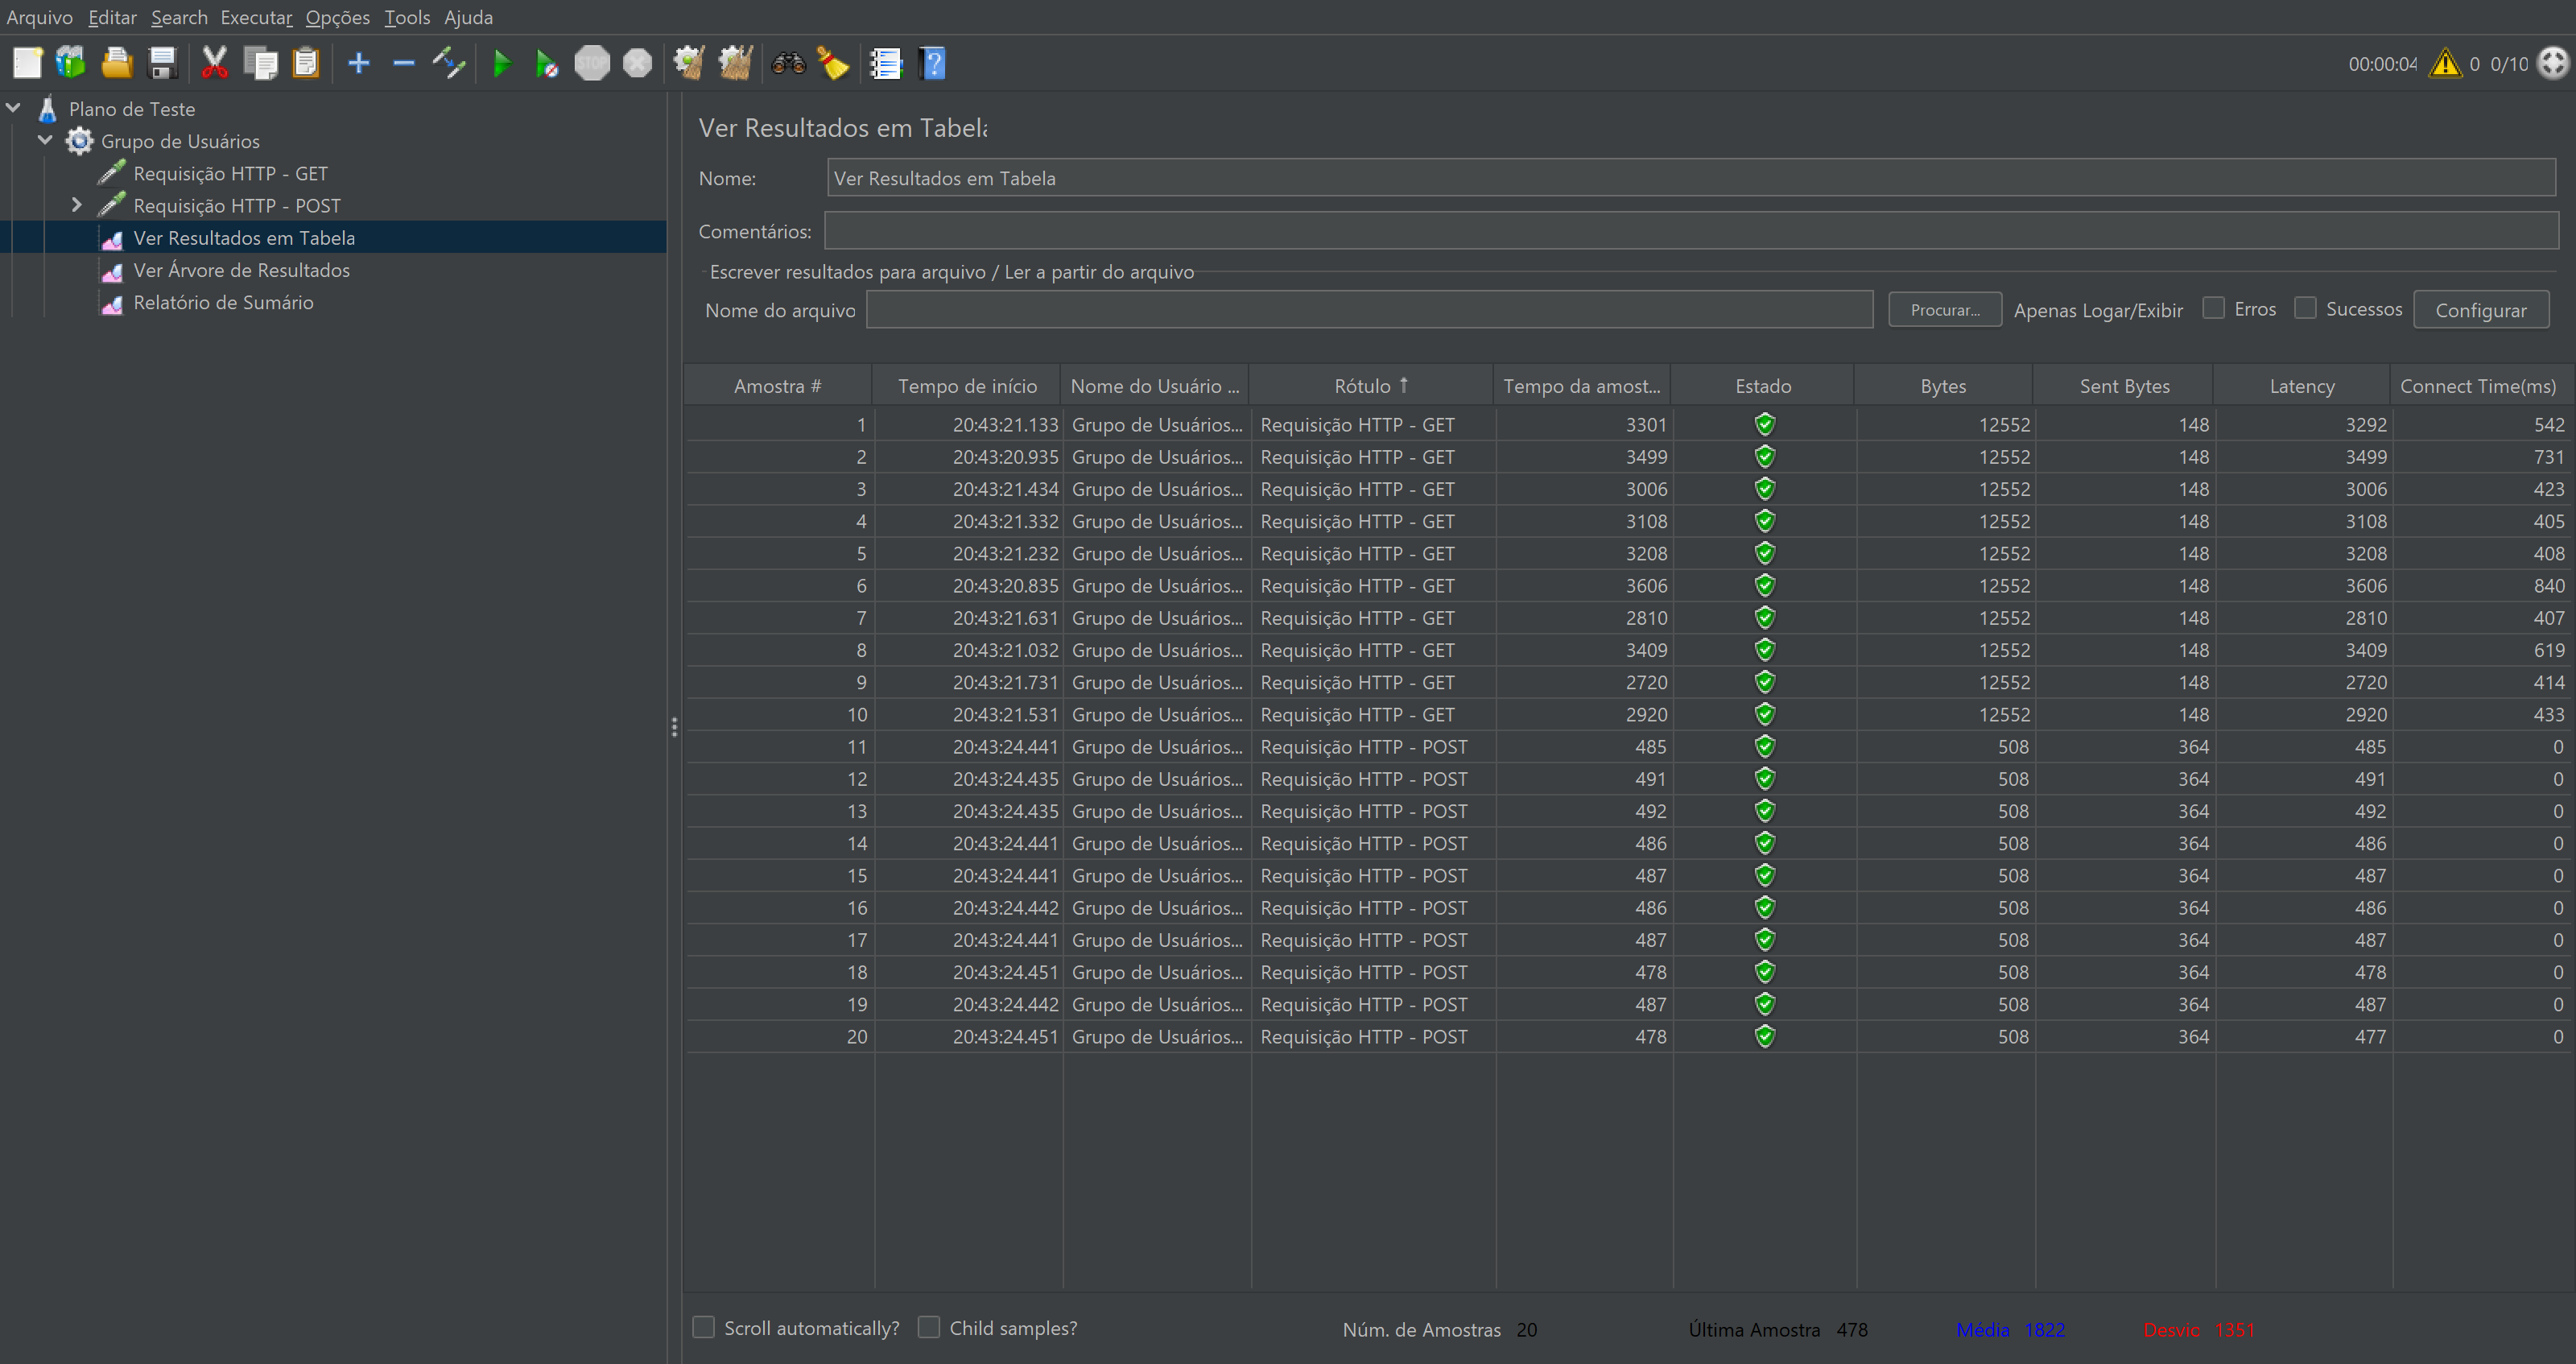 Arquivo Editar Search Executar Opções Tools Ajuda
STOP
00:00:04 0 0/10
Plano de Teste
Grupo de Usuários
Requisição HTTP - GET
Requisição HTTP - POST
Ver Resultados em Tabela
Ver Árvore de Resultados
Relatório de Sumário
Ver Resultados em Tabela
Nome: Ver Resultados em Tabela
Comentários:
Escrever resultados para arquivo / Ler a partir do arquivo
Nome do arquivo Procurar... Apenas Logar/Exibir Erros Sucessos Configurar
Amostra # Tempo de início Nome do Usuário ... Rótulo ↑ Tempo da amost... Estado Bytes Sent Bytes Latency Connect Time(ms)
1 20:43:21.133 Grupo de Usuários... Requisição HTTP - GET 3301 12552 148 3292 542
2 20:43:20.935 Grupo de Usuários... Requisição HTTP - GET 3499 12552 148 3499 731
3 20:43:21.434 Grupo de Usuários... Requisição HTTP - GET 3006 12552 148 3006 423
4 20:43:21.332 Grupo de Usuários... Requisição HTTP - GET 3108 12552 148 3108 405
5 20:43:21.232 Grupo de Usuários... Requisição HTTP - GET 3208 12552 148 3208 408
6 20:43:20.835 Grupo de Usuários... Requisição HTTP - GET 3606 12552 148 3606 840
7 20:43:21.631 Grupo de Usuários... Requisição HTTP - GET 2810 12552 148 2810 407
8 20:43:21.032 Grupo de Usuários... Requisição HTTP - GET 3409 12552 148 3409 619
9 20:43:21.731 Grupo de Usuários... Requisição HTTP - GET 2720 12552 148 2720 414
10 20:43:21.531 Grupo de Usuários... Requisição HTTP - GET 2920 12552 148 2920 433
11 20:43:24.441 Grupo de Usuários... Requisição HTTP - POST 485 508 364 485 0
12 20:43:24.435 Grupo de Usuários... Requisição HTTP - POST 491 508 364 491 0
13 20:43:24.435 Grupo de Usuários... Requisição HTTP - POST 492 508 364 492 0
14 20:43:24.441 Grupo de Usuários... Requisição HTTP - POST 486 508 364 486 0
15 20:43:24.441 Grupo de Usuários... Requisição HTTP - POST 487 508 364 487 0
16 20:43:24.442 Grupo de Usuários... Requisição HTTP - POST 486 508 364 486 0
17 20:43:24.441 Grupo de Usuários... Requisição HTTP - POST 487 508 364 487 0
18 20:43:24.451 Grupo de Usuários... Requisição HTTP - POST 478 508 364 478 0
19 20:43:24.442 Grupo de Usuários... Requisição HTTP - POST 487 508 364 487 0
20 20:43:24.451 Grupo de Usuários... Requisição HTTP - POST 478 508 364 477 0
Scroll automatically? Child samples? Núm. de Amostras 20 Última Amostra 478 Média 1822 Desvio 1351